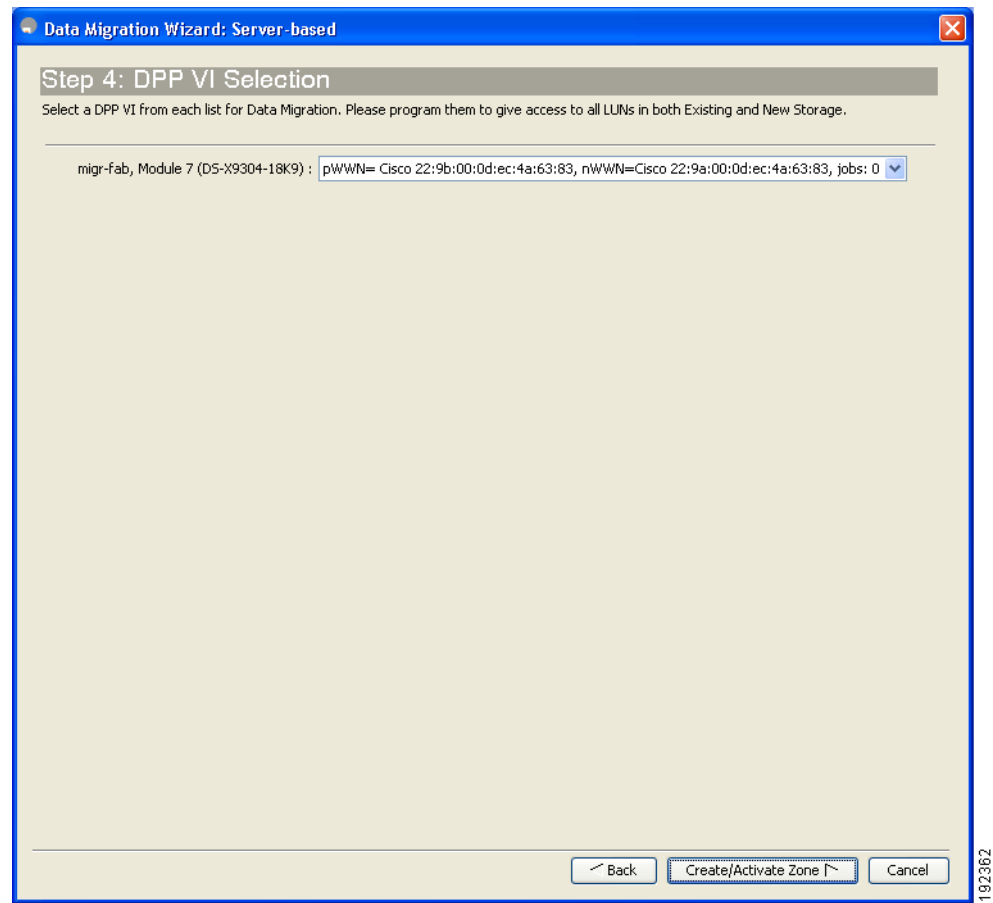 Data Migration Wizard: Server-based
Step 4: DPP VI Selection
Select a DPP VI from each list for Data Migration. Please program them to give access to all LUNs in both Existing and New Storage.
migr-fab, Module 7 (DS-X9304-18K9) : pWWN= Cisco 22:9b:00:0d:ec:4a:63:83, nWWN=Cisco 22:9a:00:0d:ec:4a:63:83, jobs: 0
Back Create/Activate Zone Cancel
192362